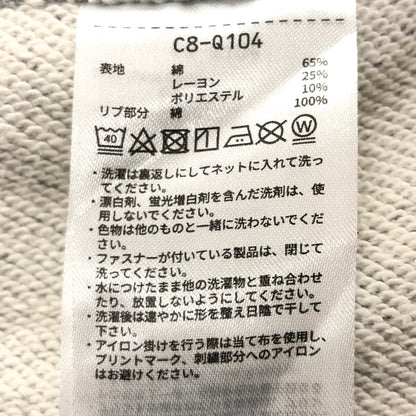 C8-Q104
表地 綿 65%
レーヨン 25%
ポリエステル 10%
リブ部分 綿 100%
40 W
・洗濯は裏返しにしてネットに入れて洗っ
てください。
・漂白剤、蛍光増白剤を含んだ洗剤は、使
用しないでください。
・色物は他のものと一緒に洗わないでくだ
さい。
・ファスナーが付いている製品は、閉じて
洗ってください。
・水につけたまま他の洗濯物と重ね合わせ
たり、放置しないようにしてください。
・洗濯後は速やかに形を整え日陰で干して
下さい。
・アイロン掛けを行う際は当て布を使用し、
プリントマーク、刺繍部分へのアイロン
はお避けください。